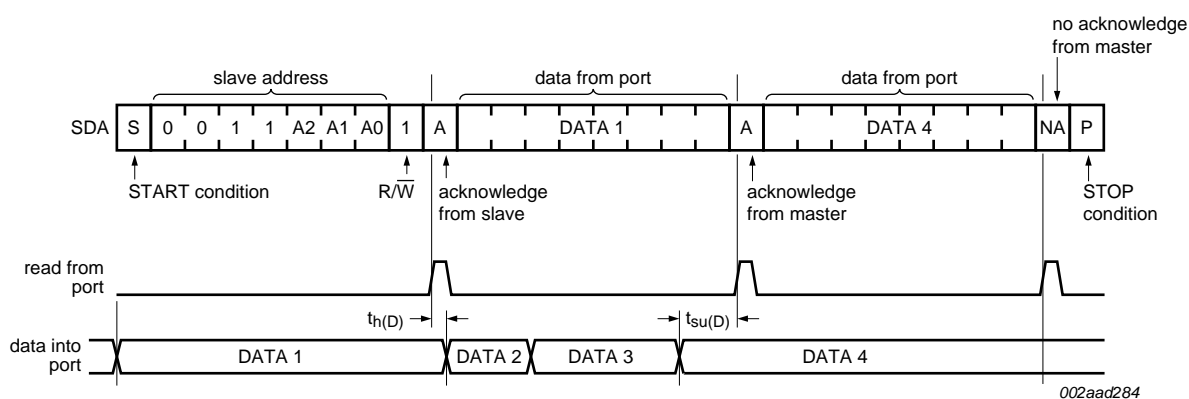 no acknowledge
from master
slave address
data from port
data from port
SDA S 0 0 1 1 A2 A1 A0 1 A DATA 1 A DATA 4 NA P
START condition
R/W̅
acknowledge
from slave
acknowledge
from master
STOP
condition
read from
port
th(D)
tsu(D)
data into
port
DATA 1 DATA 2 DATA 3 DATA 4
002aad284